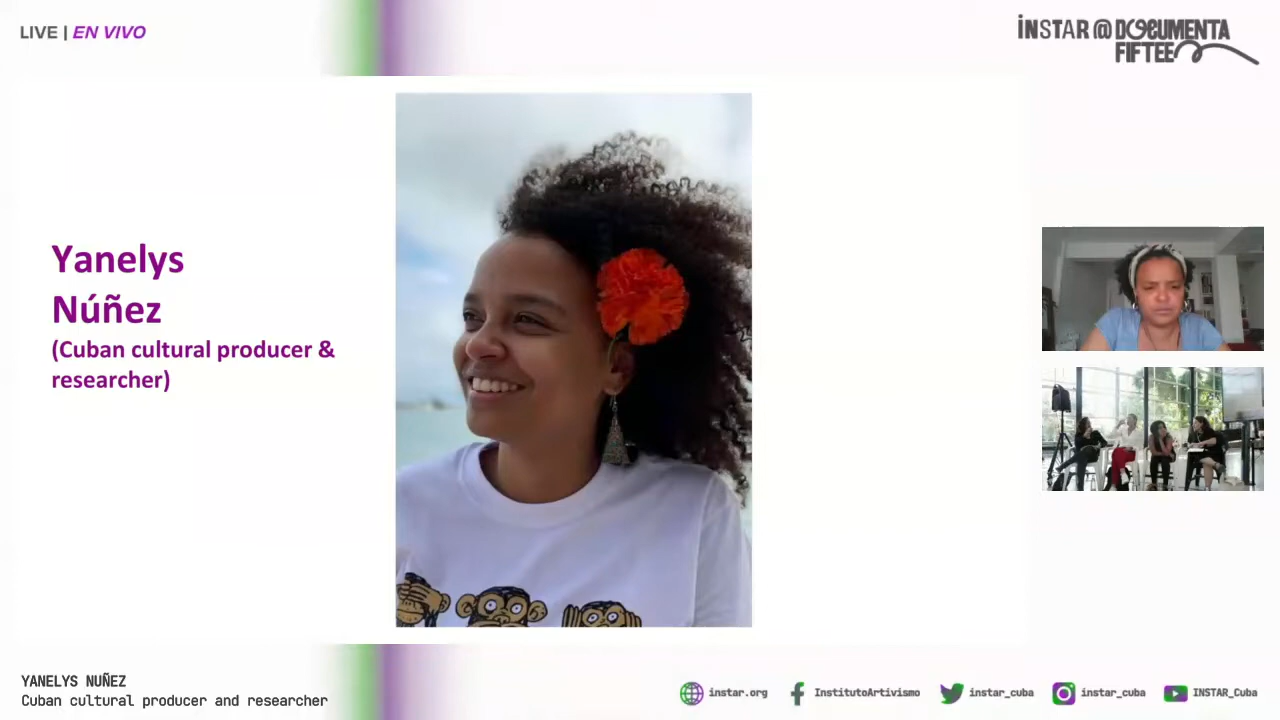 LIVE | EN VIVO
INSTAR @ DOCUMENTA
FIFTEEN
Yanelys
Núñez
(Cuban cultural producer &
researcher)
YANELYS NUÑEZ
Cuban cultural producer and researcher
instar.org
InstitutoArtivismo
instar_cuba
instar_cuba
INSTAR_Cuba